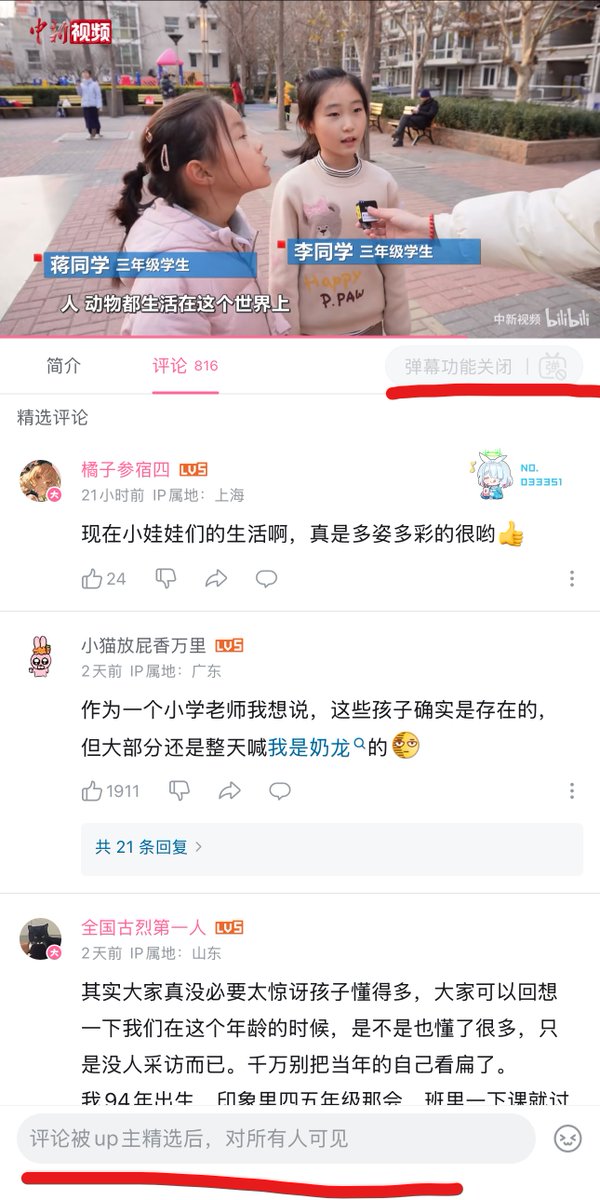 中新视频
蒋同学 三年级学生
李同学 三年级学生
Happy
P.PAW
人 动物都生活在这个世界上
中新视频 bilibili
简介
评论 816
弹幕功能关闭
弹
精选评论
橘子参宿四 LV5
NO.
033351
21小时前 IP属地：上海
现在小娃娃们的生活啊，真是多姿多彩的很哟
24
小猫放屁香万里 LV5
2天前 IP属地：广东
作为一个小学老师我想说，这些孩子确实是存在的，
但大部分还是整天喊我是奶龙的
1911
共 21 条回复
全国古烈第一人 LV5
大
2天前 IP属地：山东
其实大家真没必要太惊讶孩子懂得多，大家可以回想
一下我们在这个年龄的时候，是不是也懂了很多，只
是没人采访而已。千万别把当年的自己看扁了。
我94年出生，印象里四五年级那会，班里一下课就讨
评论被up主精选后，对所有人可见